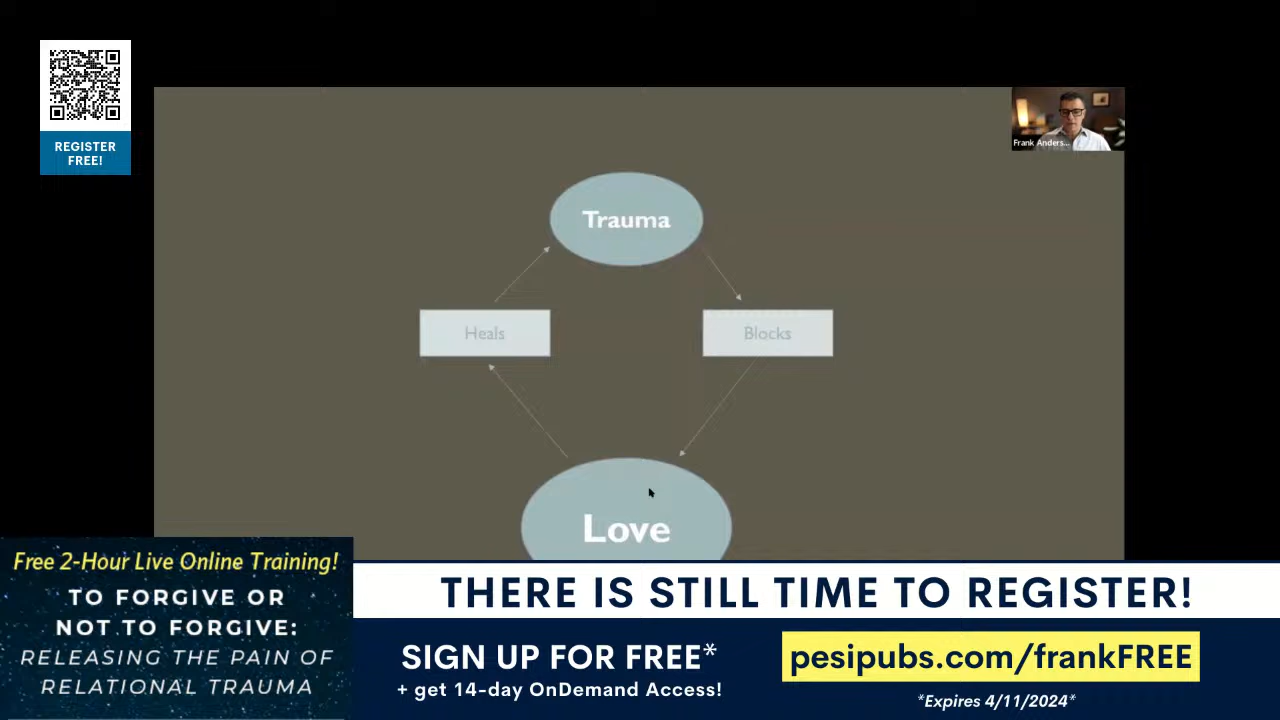 REGISTER
FREE!
Frank Anders...
Trauma
Heals
Blocks
Love
Free 2-Hour Live Online Training!
TO FORGIVE OR
NOT TO FORGIVE:
RELEASING THE PAIN OF
RELATIONAL TRAUMA
THERE IS STILL TIME TO REGISTER!
SIGN UP FOR FREE*
+ get 14-day OnDemand Access!
pesipubs.com/frankFREE
*Expires 4/11/2024*